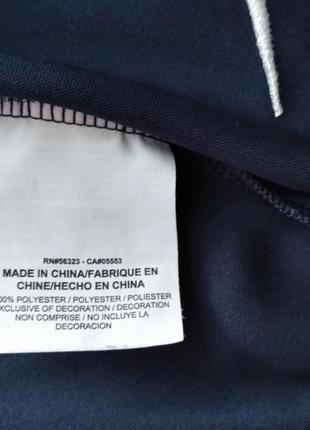 RN#56323 - CA#05553
MADE IN CHINA/FABRIQUE EN
CHINE/HECHO EN CHINA
100% POLYESTER / POLYESTER / POLIESTER
EXCLUSIVE OF DECORATION / DECORATION
NON COMPRISE / NO INCLUYE LA
DECORACION